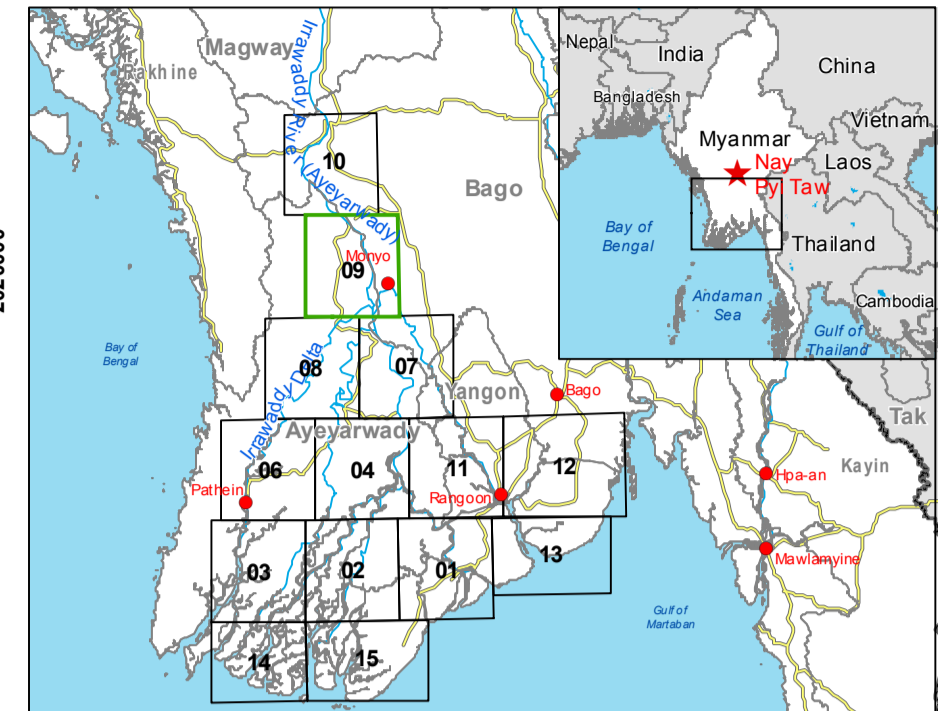 Magway
Rakhine
Irrawaddy River (Ayeyarwady)
10
Bago
Monyo
09
Bay of
Bengal
08
07
Irrawaddy Delta
Yangon
Bago
Ayeyarwady
06
04
11
12
Pathein
Rangoon
03
02
01
13
14
15
Hpa-an
Kayin
Tak
Mawlamyine
Gulf of
Martaban
Nepal
India
China
Bangladesh
Vietnam
Myanmar
Nay
Pyi Taw
Laos
Bay of
Bengal
Thailand
Andaman
Sea
Cambodia
Gulf of
Thailand